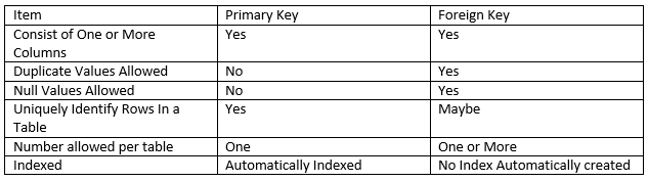 Item Primary Key Foreign Key
Consist of One or More Columns Yes Yes
Duplicate Values Allowed No Yes
Null Values Allowed No Yes
Uniquely Identify Rows In a Table Yes Maybe
Number allowed per table One One or More
Indexed Automatically Indexed No Index Automatically created